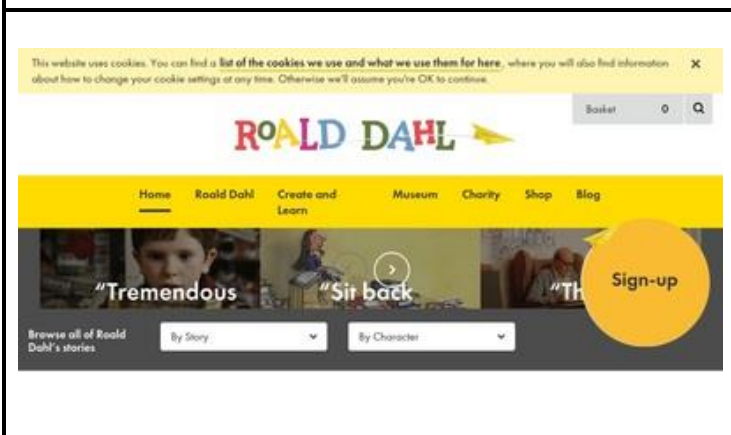 This website uses cookies. You can find a list of the cookies we use and what we use them for here, where you will also find information
about how to change your cookie settings at any time. Otherwise we'll assume you're OK to continue.
Basket 0
ROALD DAHL
Home Roald Dahl Create and Learn Museum Charity Shop Blog
"Tremendous "Sit back "Th
Sign-up
Browse all of Roald
Dahl's stories
By Story By Character